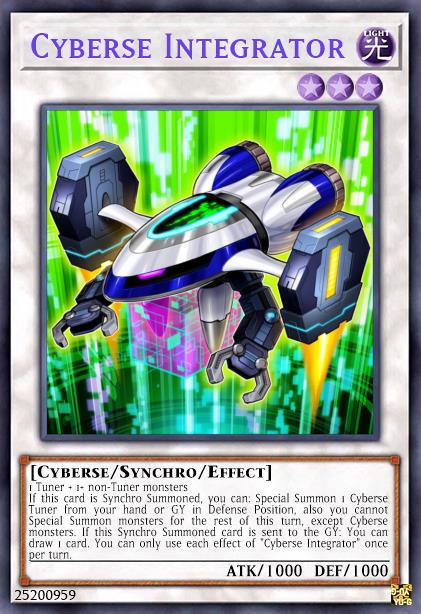 CYBERSE INTEGRATOR
LIGHT
光
[CYBERSE/SYNCHRO/EFFECT]
1 Tuner + 1+ non-Tuner monsters
If this card is Synchro Summoned, you can: Special Summon 1 Cyberse
Tuner from your hand or GY in Defense Position, also you cannot
Special Summon monsters for the rest of this turn, except Cyberse
monsters. If this Synchro Summoned card is sent to the GY: You can
draw 1 card. You can only use each effect of "Cyberse Integrator" once
per turn.
ATK/1000 DEF/1000
25200959